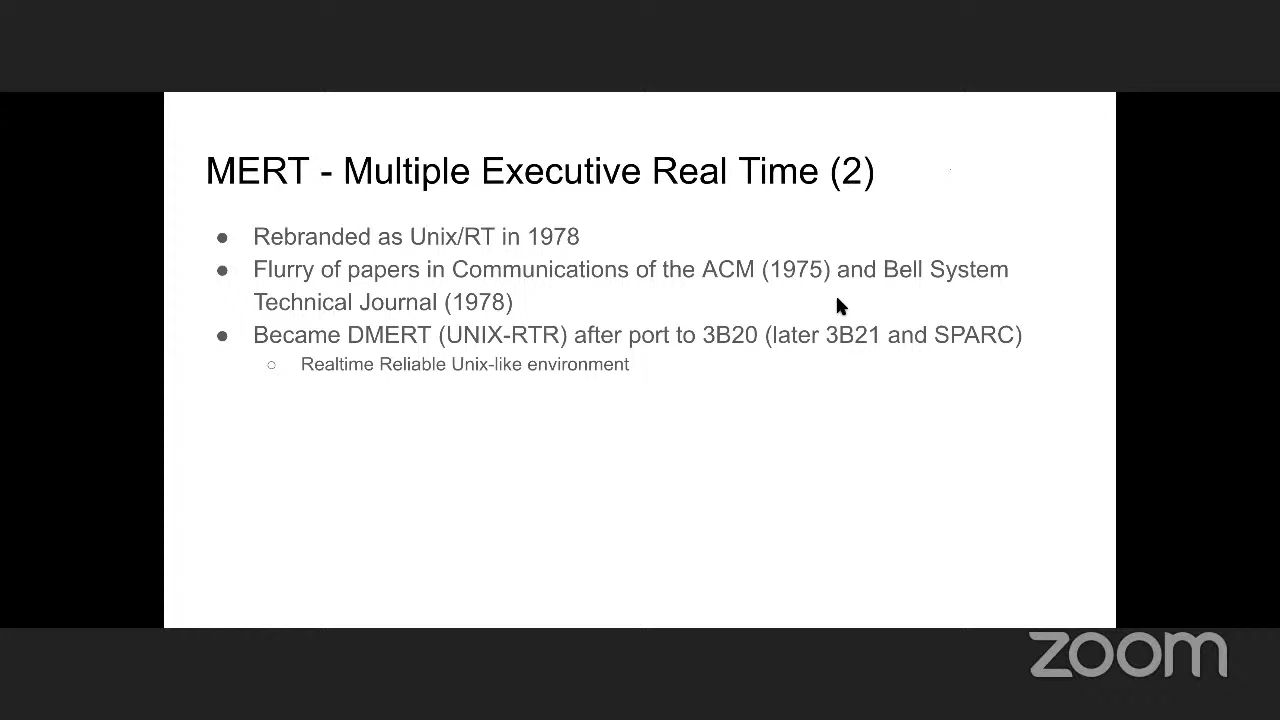 MERT - Multiple Executive Real Time (2)
● Rebranded as Unix/RT in 1978
● Flurry of papers in Communications of the ACM (1975) and Bell System
Technical Journal (1978)
● Became DMERT (UNIX-RTR) after port to 3B20 (later 3B21 and SPARC)
○ Realtime Reliable Unix-like environment
zoom